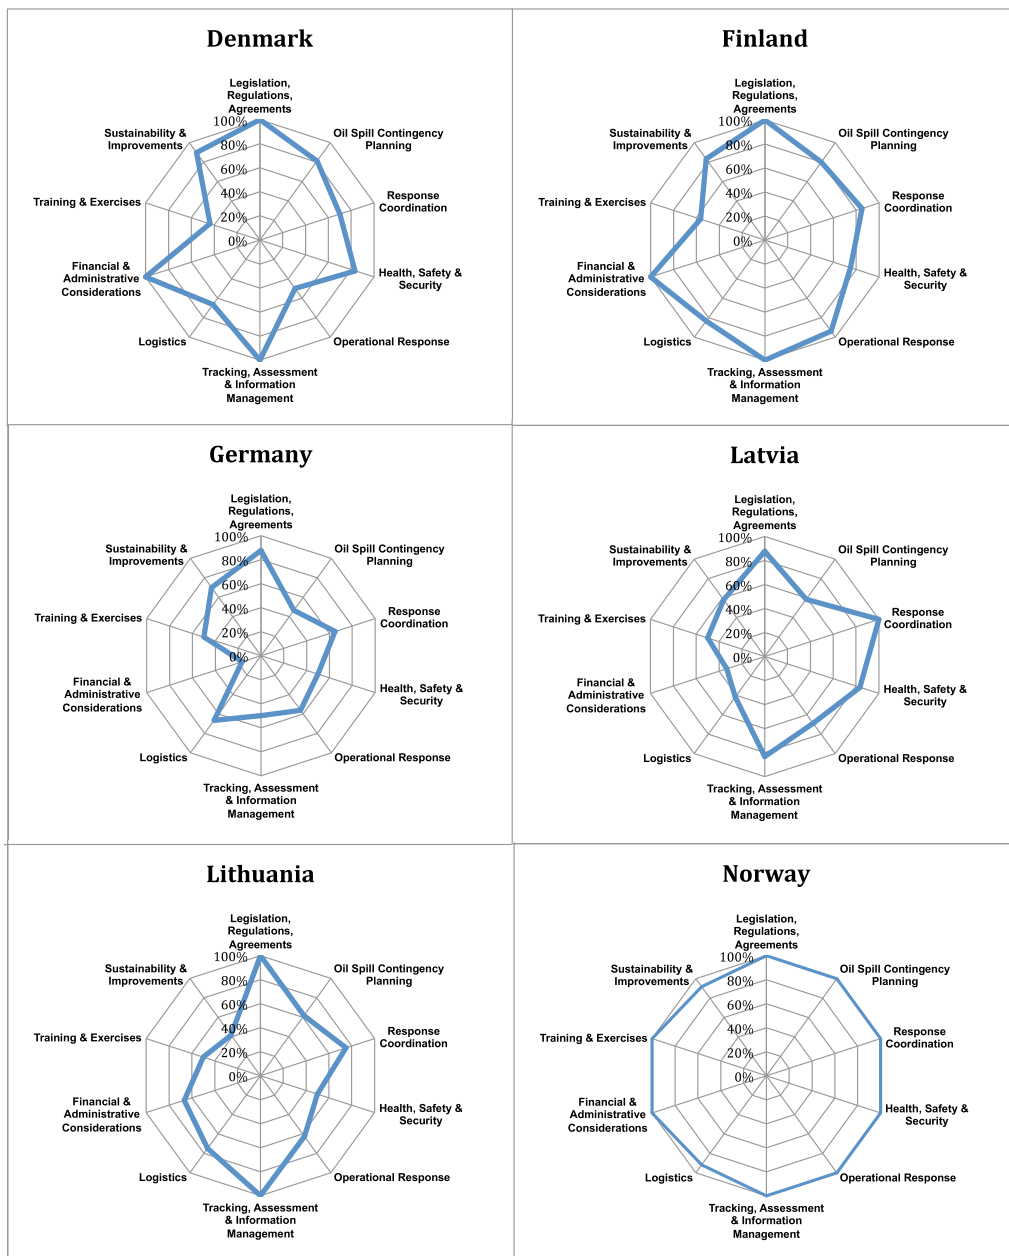 Denmark
Legislation,
Regulations,
Agreements
100%
80%
60%
40%
20%
0%
Oil Spill Contingency
Planning
Response
Coordination
Health, Safety &
Security
Operational Response
Tracking, Assessment
& Information
Management
Logistics
Financial &
Administrative
Considerations
Training & Exercises
Sustainability &
Improvements
Finland
Legislation,
Regulations,
Agreements
100%
80%
60%
40%
20%
0%
Oil Spill Contingency
Planning
Response
Coordination
Health, Safety &
Security
Operational Response
Tracking, Assessment
& Information
Management
Logistics
Financial &
Administrative
Considerations
Training & Exercises
Sustainability &
Improvements
Germany
Legislation,
Regulations,
Agreements
100%
80%
60%
40%
20%
0%
Oil Spill Contingency
Planning
Response
Coordination
Health, Safety &
Security
Operational Response
Tracking, Assessment
& Information
Management
Logistics
Financial &
Administrative
Considerations
Training & Exercises
Sustainability &
Improvements
Latvia
Legislation,
Regulations,
Agreements
100%
80%
60%
40%
20%
0%
Oil Spill Contingency
Planning
Response
Coordination
Health, Safety &
Security
Operational Response
Tracking, Assessment
& Information
Management
Logistics
Financial &
Administrative
Considerations
Training & Exercises
Sustainability &
Improvements
Lithuania
Legislation,
Regulations,
Agreements
100%
80%
60%
40%
20%
0%
Oil Spill Contingency
Planning
Response
Coordination
Health, Safety &
Security
Operational Response
Tracking, Assessment
& Information
Management
Logistics
Financial &
Administrative
Considerations
Training & Exercises
Sustainability &
Improvements
Norway
Legislation,
Regulations,
Agreements
100%
80%
60%
40%
20%
0%
Oil Spill Contingency
Planning
Response
Coordination
Health, Safety &
Security
Operational Response
Tracking, Assessment
& Information
Management
Logistics
Financial &
Administrative
Considerations
Training & Exercises
Sustainability &
Improvements